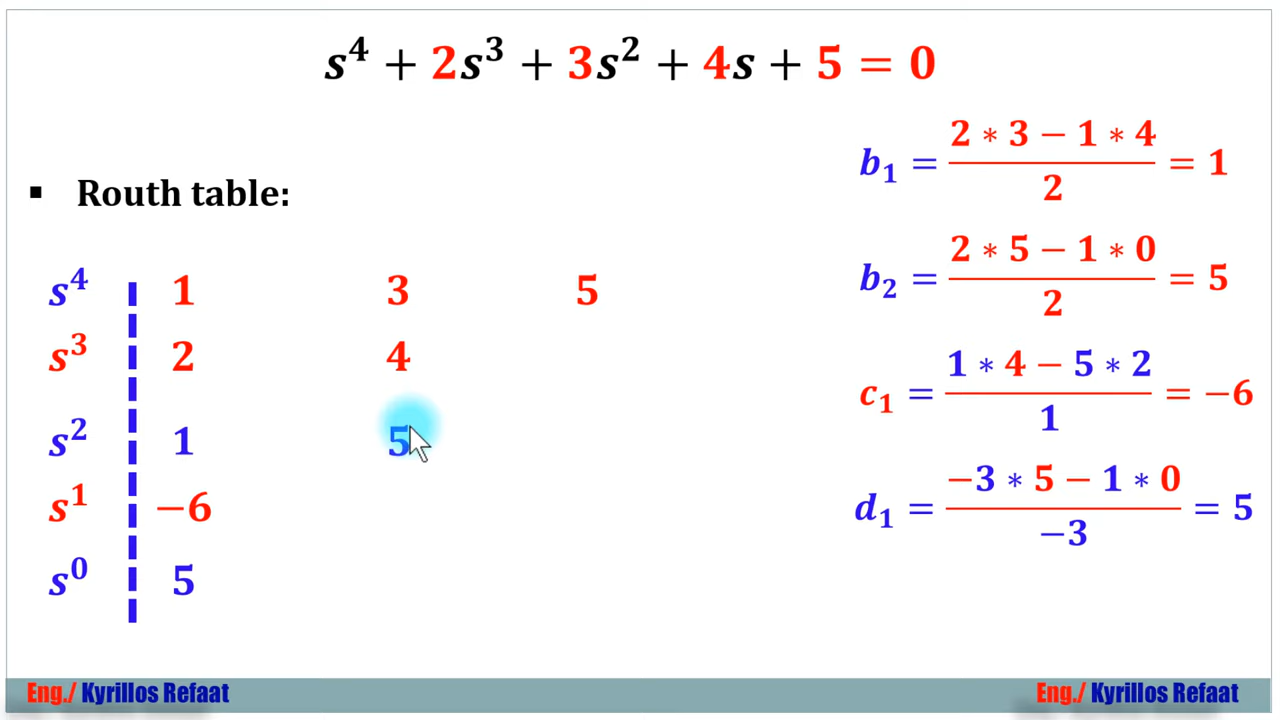 s⁴ + 2s³ + 3s² + 4s + 5 = 0
▪ Routh table:
s⁴ 1 3 5
s³ 2 4
s² 1 5
s¹ −6
s⁰ 5
b₁ = (2 * 3 − 1 * 4)/2 = 1
b₂ = (2 * 5 − 1 * 0)/2 = 5
c₁ = (1 * 4 − 5 * 2)/1 = −6
d₁ = (−3 * 5 − 1 * 0)/−3 = 5
Eng./ Kyrillos Refaat
Eng./ Kyrillos Refaat